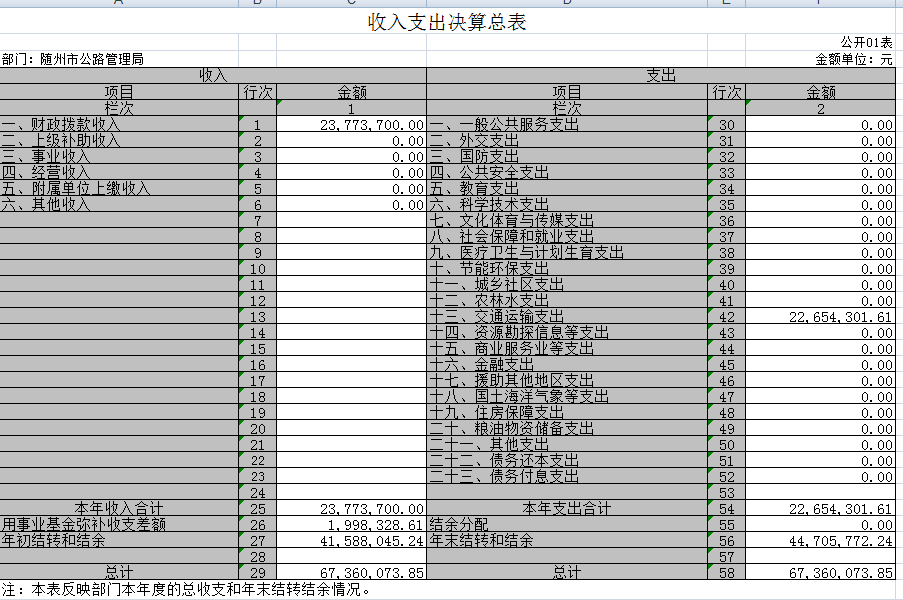 收入支出决算总表
公开01表
部门：随州市公路管理局 金额单位：元
收入 支出
项目 行次 金额 项目 行次 金额
栏次 1 栏次 2
一、财政拨款收入 1 23,773,700.00 一、一般公共服务支出 30 0.00
二、上级补助收入 2 0.00 二、外交支出 31 0.00
三、事业收入 3 0.00 三、国防支出 32 0.00
四、经营收入 4 0.00 四、公共安全支出 33 0.00
五、附属单位上缴收入 5 0.00 五、教育支出 34 0.00
六、其他收入 6 0.00 六、科学技术支出 35 0.00
7 七、文化体育与传媒支出 36 0.00
8 八、社会保障和就业支出 37 0.00
9 九、医疗卫生与计划生育支出 38 0.00
10 十、节能环保支出 39 0.00
11 十一、城乡社区支出 40 0.00
12 十二、农林水支出 41 0.00
13 十三、交通运输支出 42 22,654,301.61
14 十四、资源勘探信息等支出 43 0.00
15 十五、商业服务业等支出 44 0.00
16 十六、金融支出 45 0.00
17 十七、援助其他地区支出 46 0.00
18 十八、国土海洋气象等支出 47 0.00
19 十九、住房保障支出 48 0.00
20 二十、粮油物资储备支出 49 0.00
21 二十一、其他支出 50 0.00
22 二十二、债务还本支出 51 0.00
23 二十三、债务付息支出 52 0.00
24 53
本年收入合计 25 23,773,700.00 本年支出合计 54 22,654,301.61
用事业基金弥补收支差额 26 1,998,328.61 结余分配 55 0.00
年初结转和结余 27 41,588,045.24 年末结转和结余 56 44,705,772.24
28 57
总计 29 67,360,073.85 总计 58 67,360,073.85
注：本表反映部门本年度的总收支和年末结转结余情况。